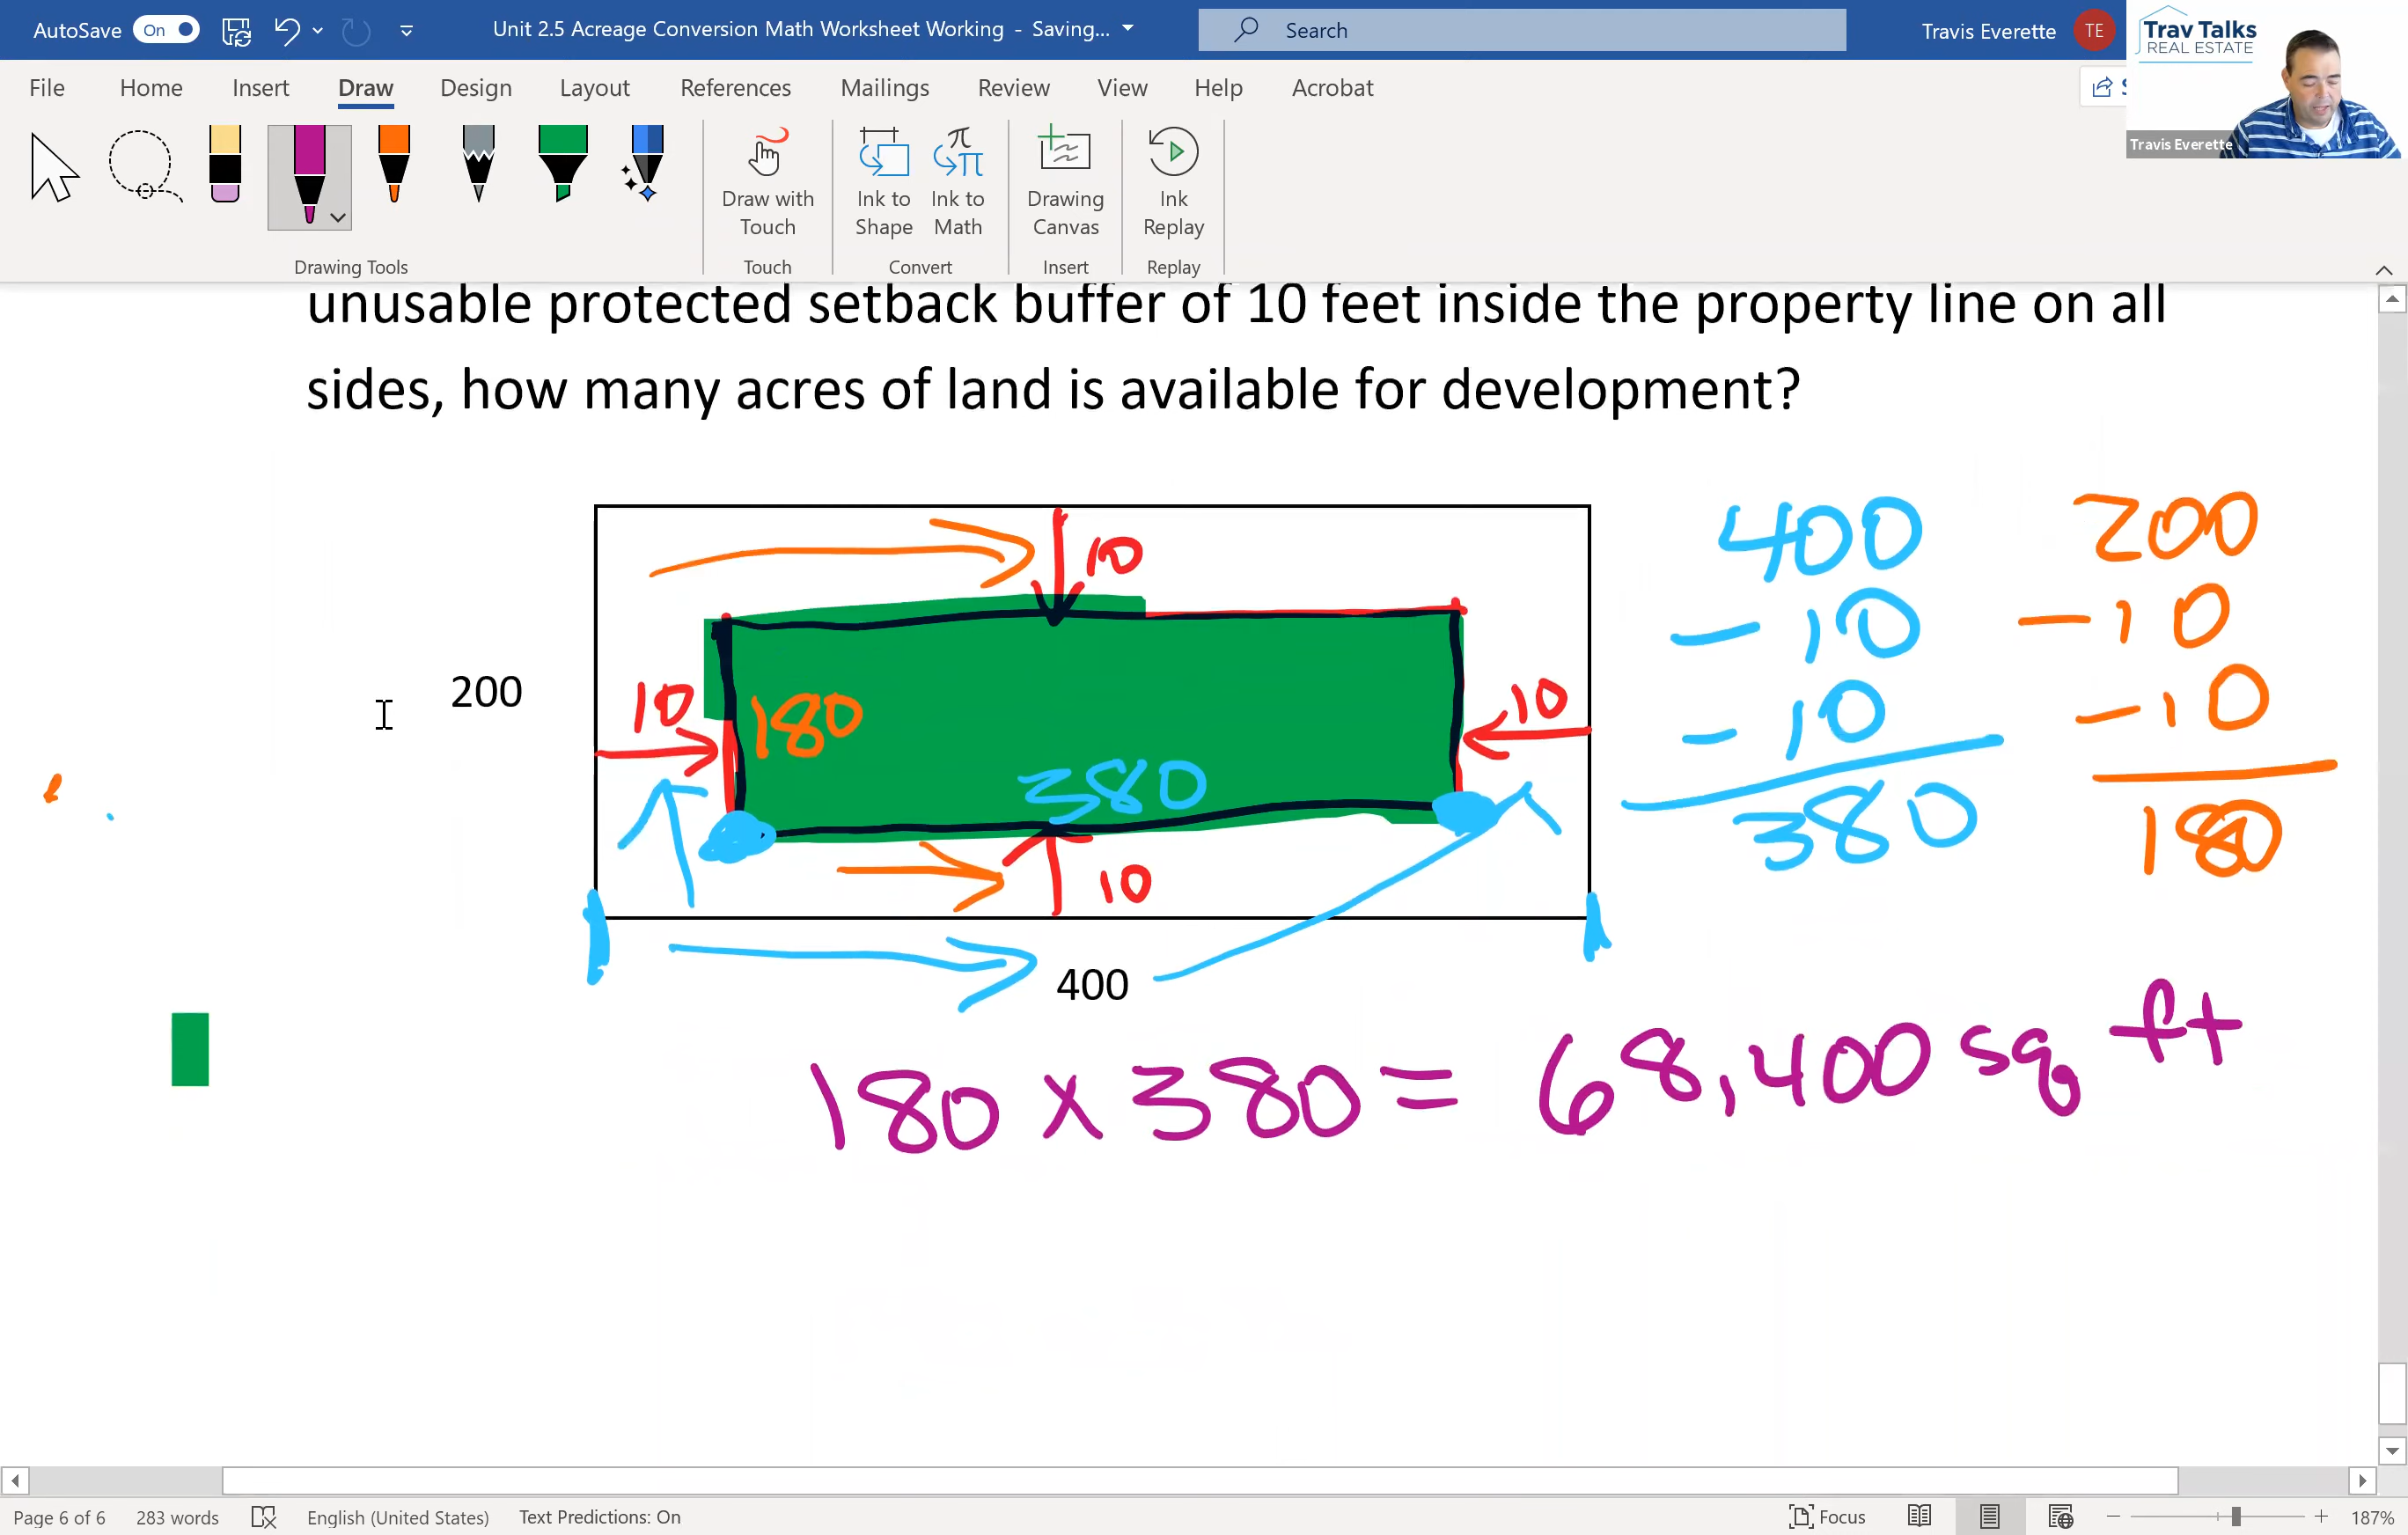 AutoSave On Unit 2.5 Acreage Conversion Math Worksheet Working - Saving... Search Travis Everette TE
Trav Talks
REAL ESTATE
Travis Everette
File Home Insert Draw Design Layout References Mailings Review View Help Acrobat
Draw with Touch
Ink to Shape
Ink to Math
Drawing Canvas
Ink Replay
Drawing Tools Touch Convert Insert Replay
unusable protected setback buffer of 10 feet inside the property line on all
sides, how many acres of land is available for development?
10
200
10
180
10
380
10
400
400
- 10
- 10
380
200
- 10
- 10
180
180 x 380 = 68,400 sq ft
Page 6 of 6 283 words English (United States) Text Predictions: On Focus 187%